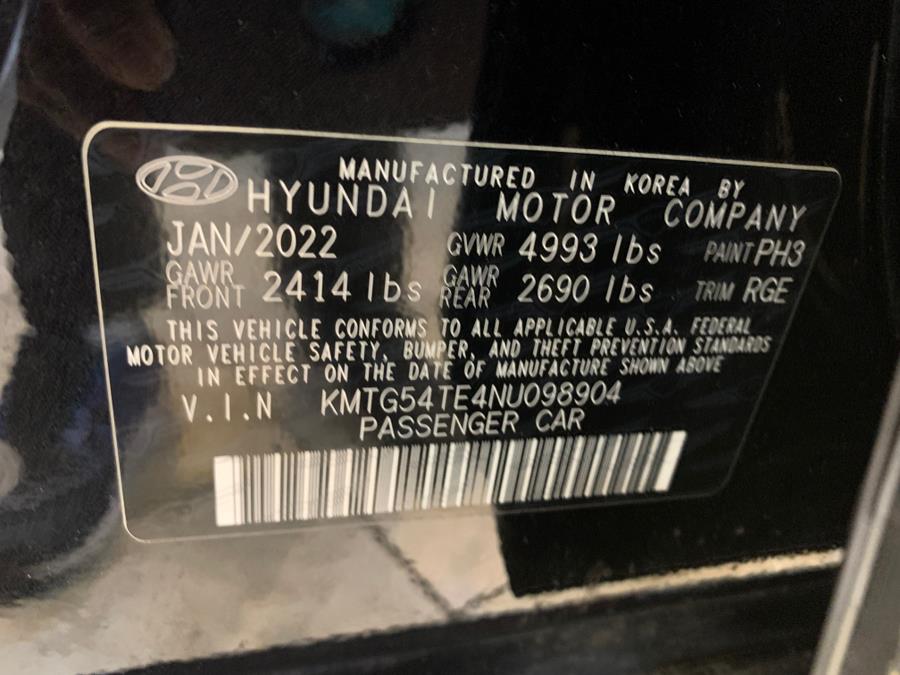 MANUFACTURED IN KOREA BY
HYUNDAI MOTOR COMPANY
JAN/2022 GVWR 4993 lbs PAINT PH3
GAWR FRONT 2414 lbs GAWR REAR 2690 lbs TRIM RGE
THIS VEHICLE CONFORMS TO ALL APPLICABLE U.S.A. FEDERAL
MOTOR VEHICLE SAFETY, BUMPER, AND THEFT PREVENTION STANDARDS
IN EFFECT ON THE DATE OF MANUFACTURE SHOWN ABOVE
V.I.N KMTG54TE4NU098904
PASSENGER CAR